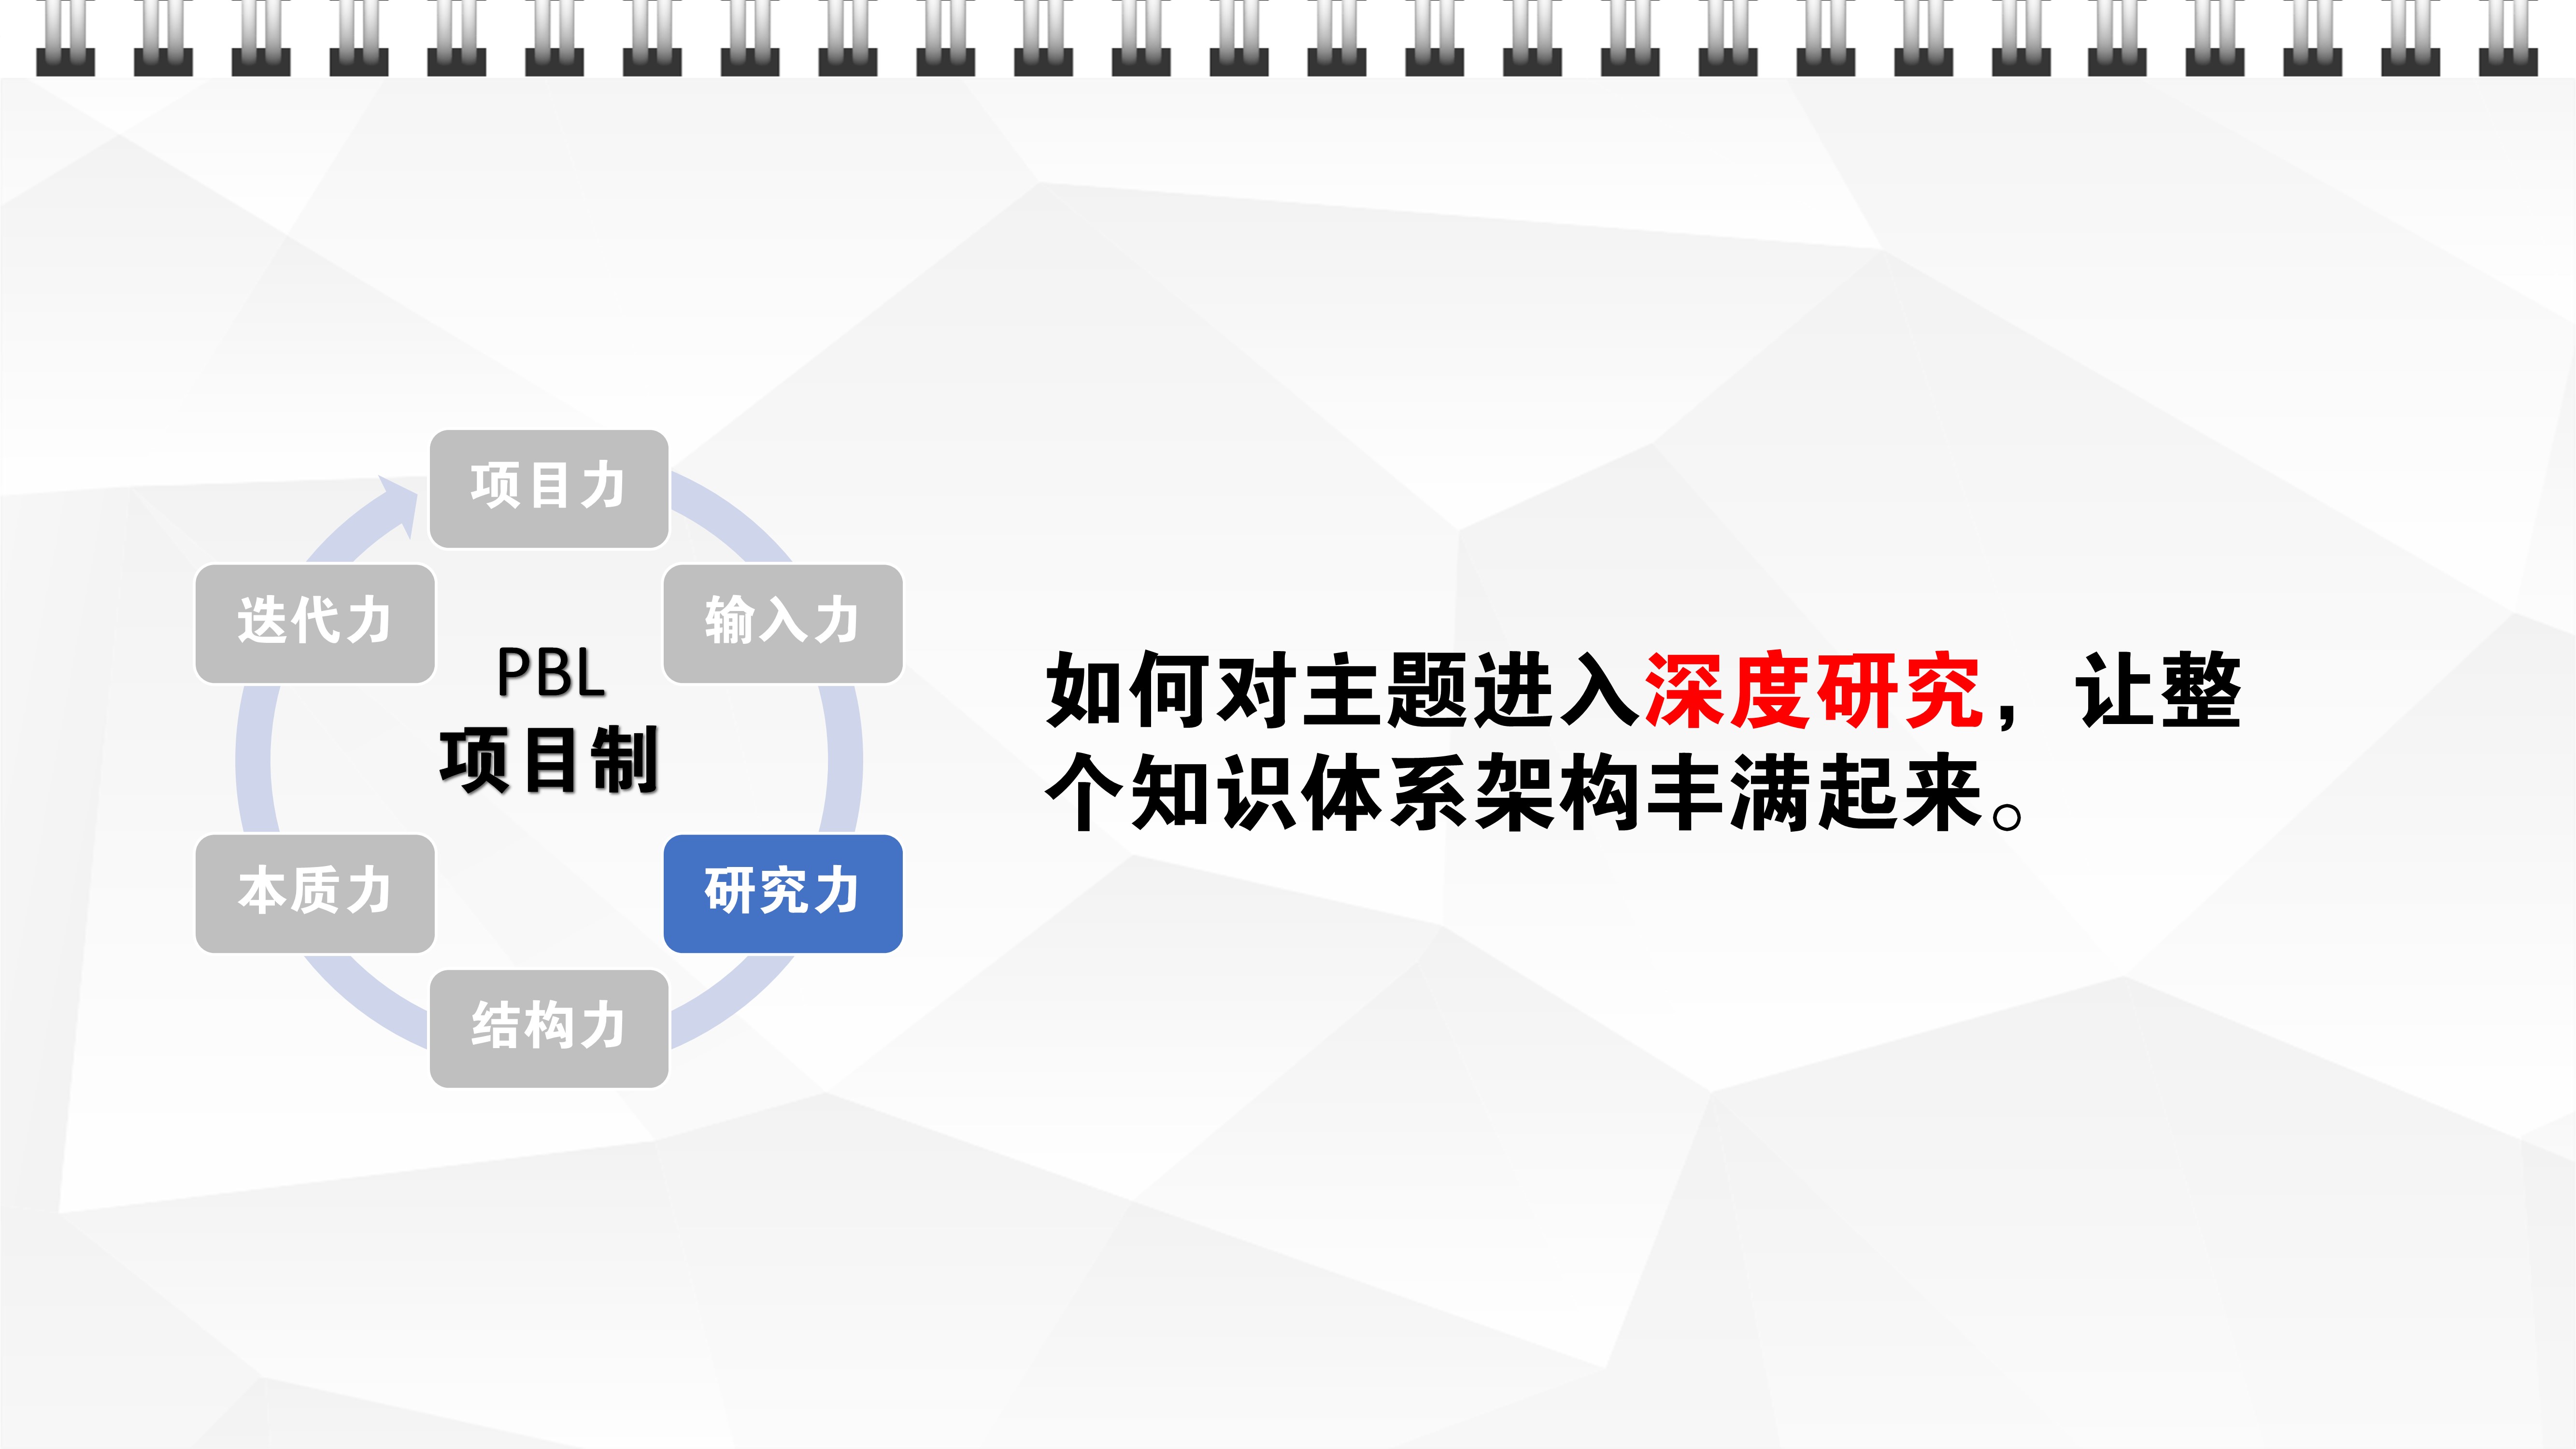 项目力
迭代力
输入力
PBL
项目制
本质力
研究力
结构力
如何对主题进入深度研究，让整
个知识体系架构丰满起来。